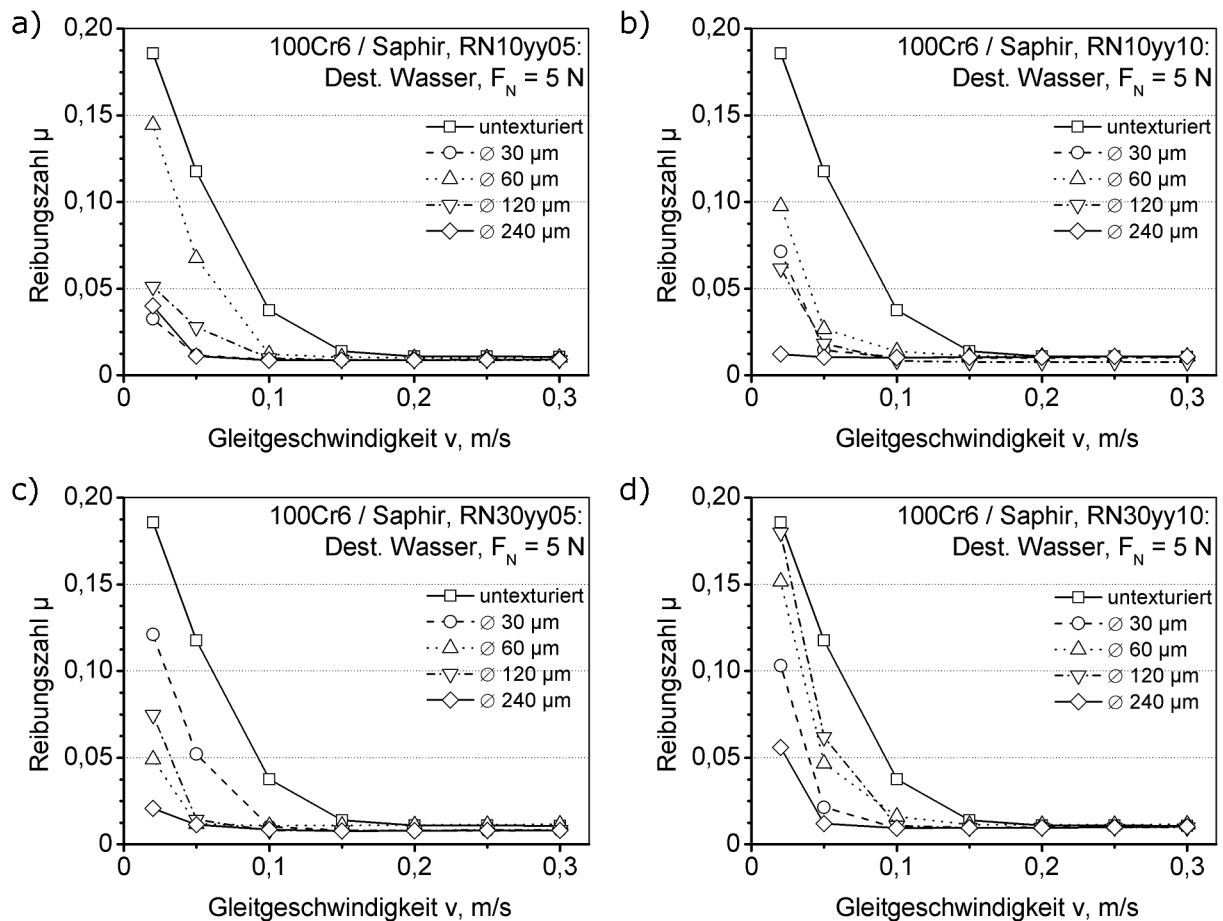 a)
100Cr6 / Saphir, RN10yy05:
Dest. Wasser, F_N = 5 N
untexturiert
∅ 30 µm
∅ 60 µm
∅ 120 µm
∅ 240 µm
Reibungszahl µ
0,20
0,15
0,10
0,05
0
0 0,1 0,2 0,3
Gleitgeschwindigkeit v, m/s
b)
100Cr6 / Saphir, RN10yy10:
Dest. Wasser, F_N = 5 N
untexturiert
∅ 30 µm
∅ 60 µm
∅ 120 µm
∅ 240 µm
Reibungszahl µ
0,20
0,15
0,10
0,05
0
0 0,1 0,2 0,3
Gleitgeschwindigkeit v, m/s
c)
100Cr6 / Saphir, RN30yy05:
Dest. Wasser, F_N = 5 N
untexturiert
∅ 30 µm
∅ 60 µm
∅ 120 µm
∅ 240 µm
Reibungszahl µ
0,20
0,15
0,10
0,05
0
0 0,1 0,2 0,3
Gleitgeschwindigkeit v, m/s
d)
100Cr6 / Saphir, RN30yy10:
Dest. Wasser, F_N = 5 N
untexturiert
∅ 30 µm
∅ 60 µm
∅ 120 µm
∅ 240 µm
Reibungszahl µ
0,20
0,15
0,10
0,05
0
0 0,1 0,2 0,3
Gleitgeschwindigkeit v, m/s